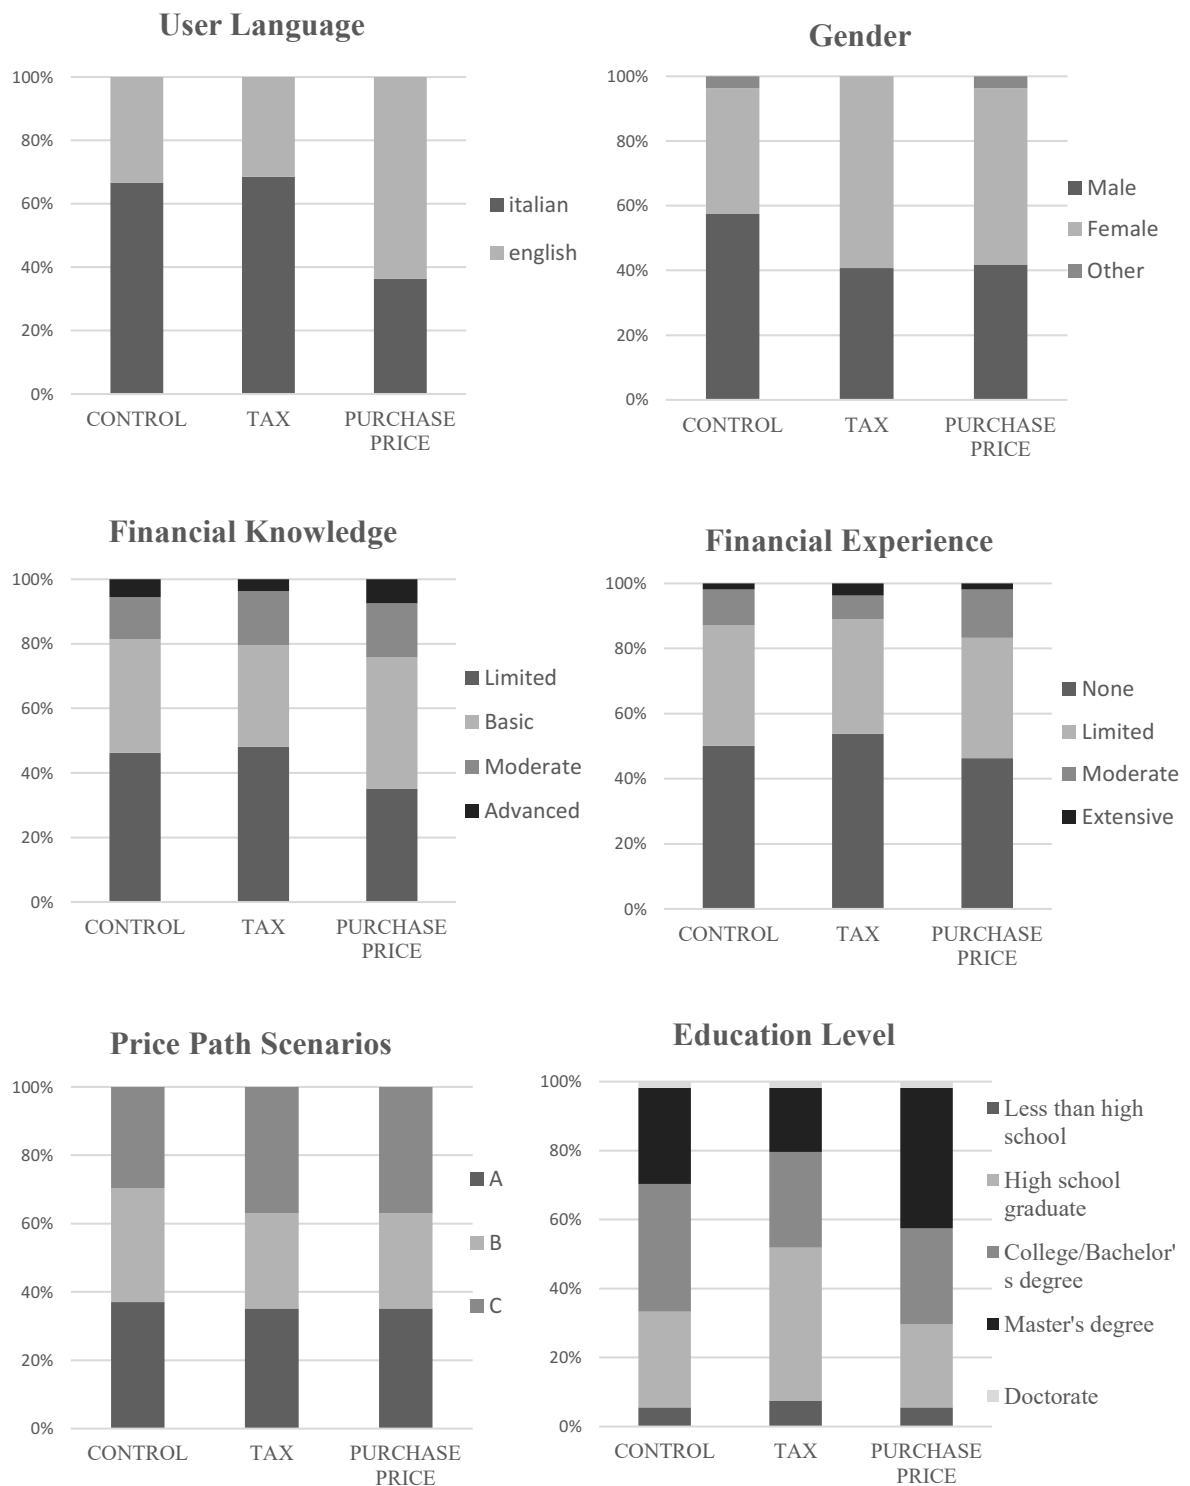 User Language
100%
80%
60%
40%
20%
0%
CONTROL
TAX
PURCHASE
PRICE
italian
english
Gender
100%
80%
60%
40%
20%
0%
CONTROL
TAX
PURCHASE
PRICE
Male
Female
Other
Financial Knowledge
100%
80%
60%
40%
20%
0%
CONTROL
TAX
PURCHASE
PRICE
Limited
Basic
Moderate
Advanced
Financial Experience
100%
80%
60%
40%
20%
0%
CONTROL
TAX
PURCHASE
PRICE
None
Limited
Moderate
Extensive
Price Path Scenarios
100%
80%
60%
40%
20%
0%
CONTROL
TAX
PURCHASE
PRICE
A
B
C
Education Level
100%
80%
60%
40%
20%
0%
CONTROL
TAX
PURCHASE
PRICE
Less than high
school
High school
graduate
College/Bachelor'
s degree
Master's degree
Doctorate